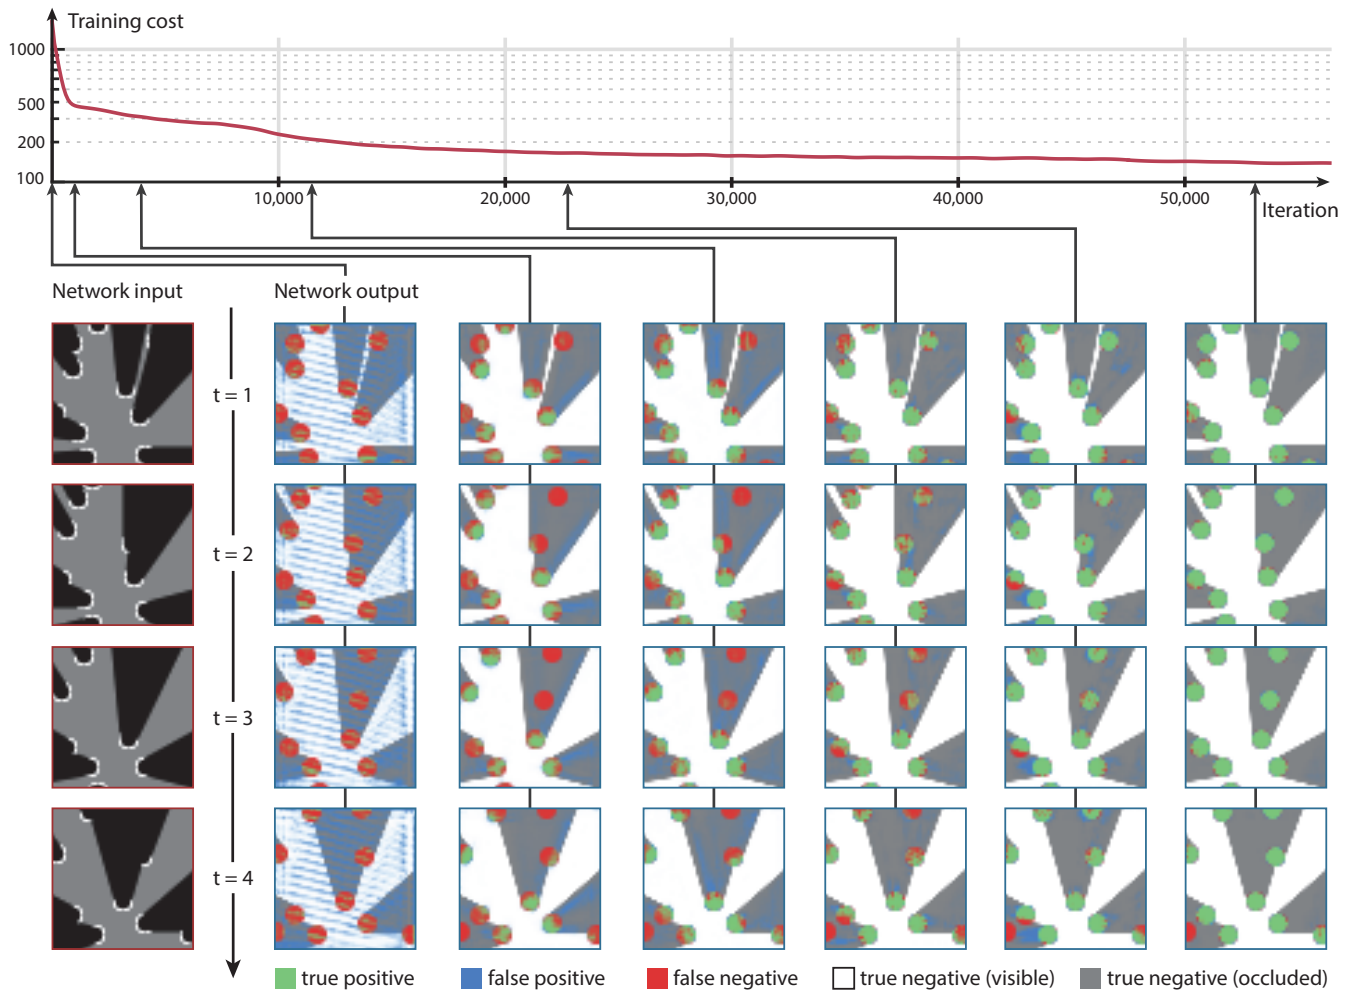 Training cost
1000
500
200
100
10,000
20,000
30,000
40,000
50,000
Iteration
Network input
Network output
t = 1
t = 2
t = 3
t = 4
true positive
false positive
false negative
true negative (visible)
true negative (occluded)